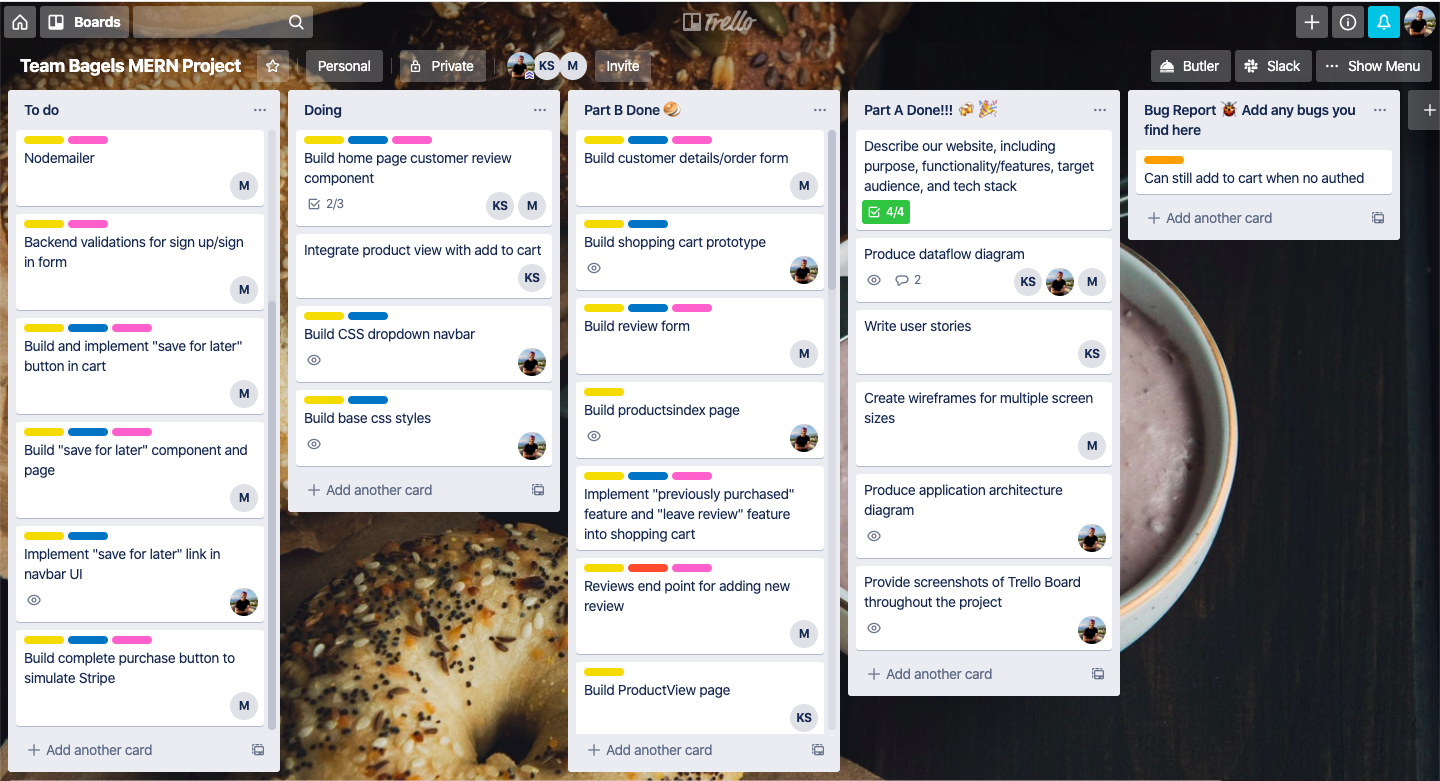 Boards
Trello
Team Bagels MERN Project
Personal
Private
KS
M
Invite
Butler
Slack
Show Menu
To do
Nodemailer
M
Backend validations for sign up/sign
in form
M
Build and implement "save for later"
button in cart
M
Build "save for later" component and
page
M
Implement "save for later" link in
navbar UI
Build complete purchase button to
simulate Stripe
M
Add another card
Doing
Build home page customer review
component
2/3
KS
M
Integrate product view with add to cart
KS
Build CSS dropdown navbar
Build base css styles
Add another card
Part B Done 🥯
Build customer details/order form
M
Build shopping cart prototype
Build review form
M
Build productsindex page
Implement "previously purchased"
feature and "leave review" feature
into shopping cart
Reviews end point for adding new
review
M
Build ProductView page
KS
Add another card
Part A Done!!! 🍻 🎉
Describe our website, including
purpose, functionality/features, target
audience, and tech stack
4/4
Produce dataflow diagram
2
KS
M
Write user stories
KS
Create wireframes for multiple screen
sizes
M
Produce application architecture
diagram
Provide screenshots of Trello Board
throughout the project
Add another card
Bug Report 🐞 Add any bugs you
find here
Can still add to cart when no authed
Add another card